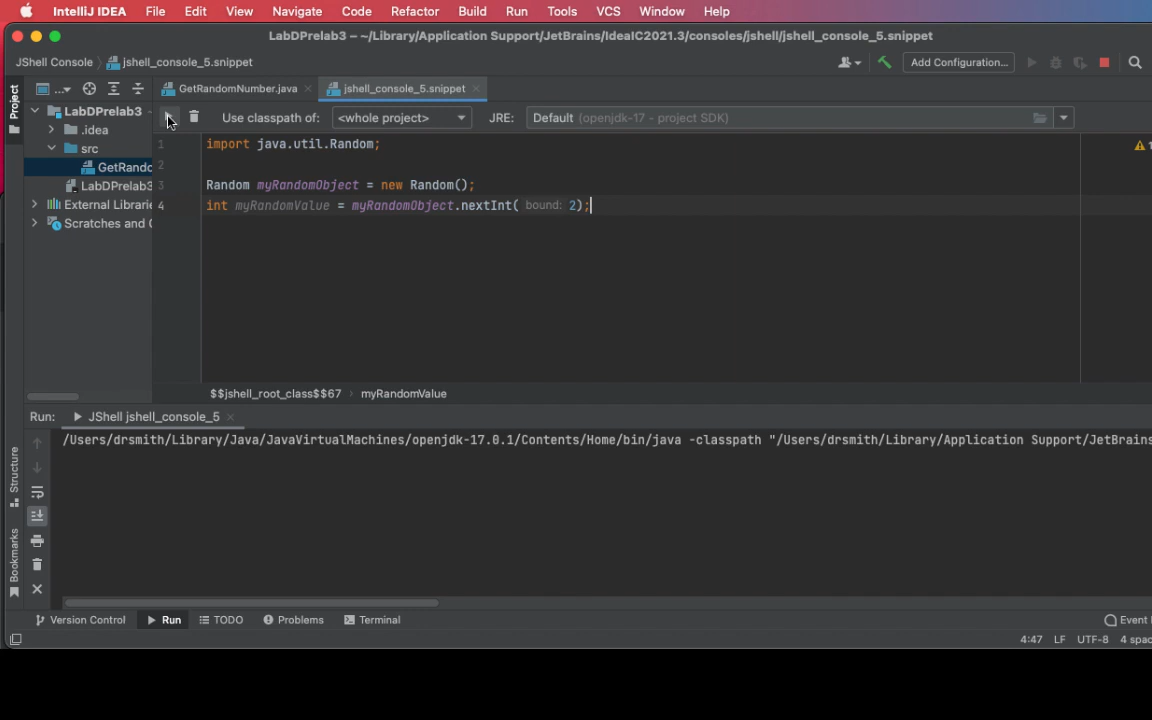 IntelliJ IDEA File Edit View Navigate Code Refactor Build Run Tools VCS Window Help
LabDPrelab3 – ~/Library/Application Support/JetBrains/IdeaIC2021.3/consoles/jshell/jshell_console_5.snippet
JShell Console jshell_console_5.snippet Add Configuration...
Project ... GetRandomNumber.java jshell_console_5.snippet
LabDPrelab3
Use classpath of: <whole project> JRE: Default (openjdk-17 - project SDK)
.idea
src
GetRando
LabDPrelab3
External Librarie
Scratches and C
1 import java.util.Random; 1
2
3 Random myRandomObject = new Random();
4 int myRandomValue = myRandomObject.nextInt( bound: 2);
$$jshell_root_class$$67 myRandomValue
Run: JShell jshell_console_5
/Users/drsmith/Library/Java/JavaVirtualMachines/openjdk-17.0.1/Contents/Home/bin/java -classpath "/Users/drsmith/Library/Application Support/JetBrains
Structure
Bookmarks
Version Control Run TODO Problems Terminal Event
4:47 LF UTF-8 4 spac